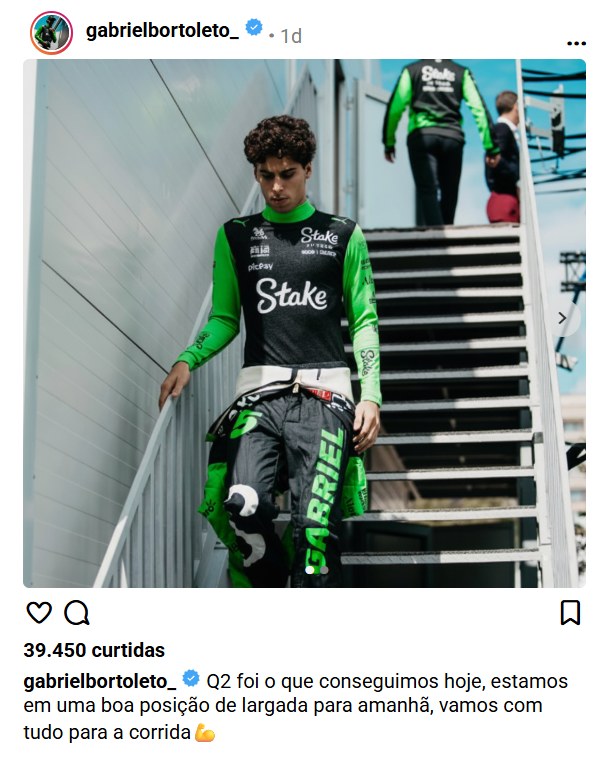 gabrielbortoleto_ • 1d
Stake
Stake
picPay
Stake
Stake
GABRIEL
39.450 curtidas
gabrielbortoleto_ Q2 foi o que conseguimos hoje, estamos
em uma boa posição de largada para amanhã, vamos com
tudo para a corrida💪